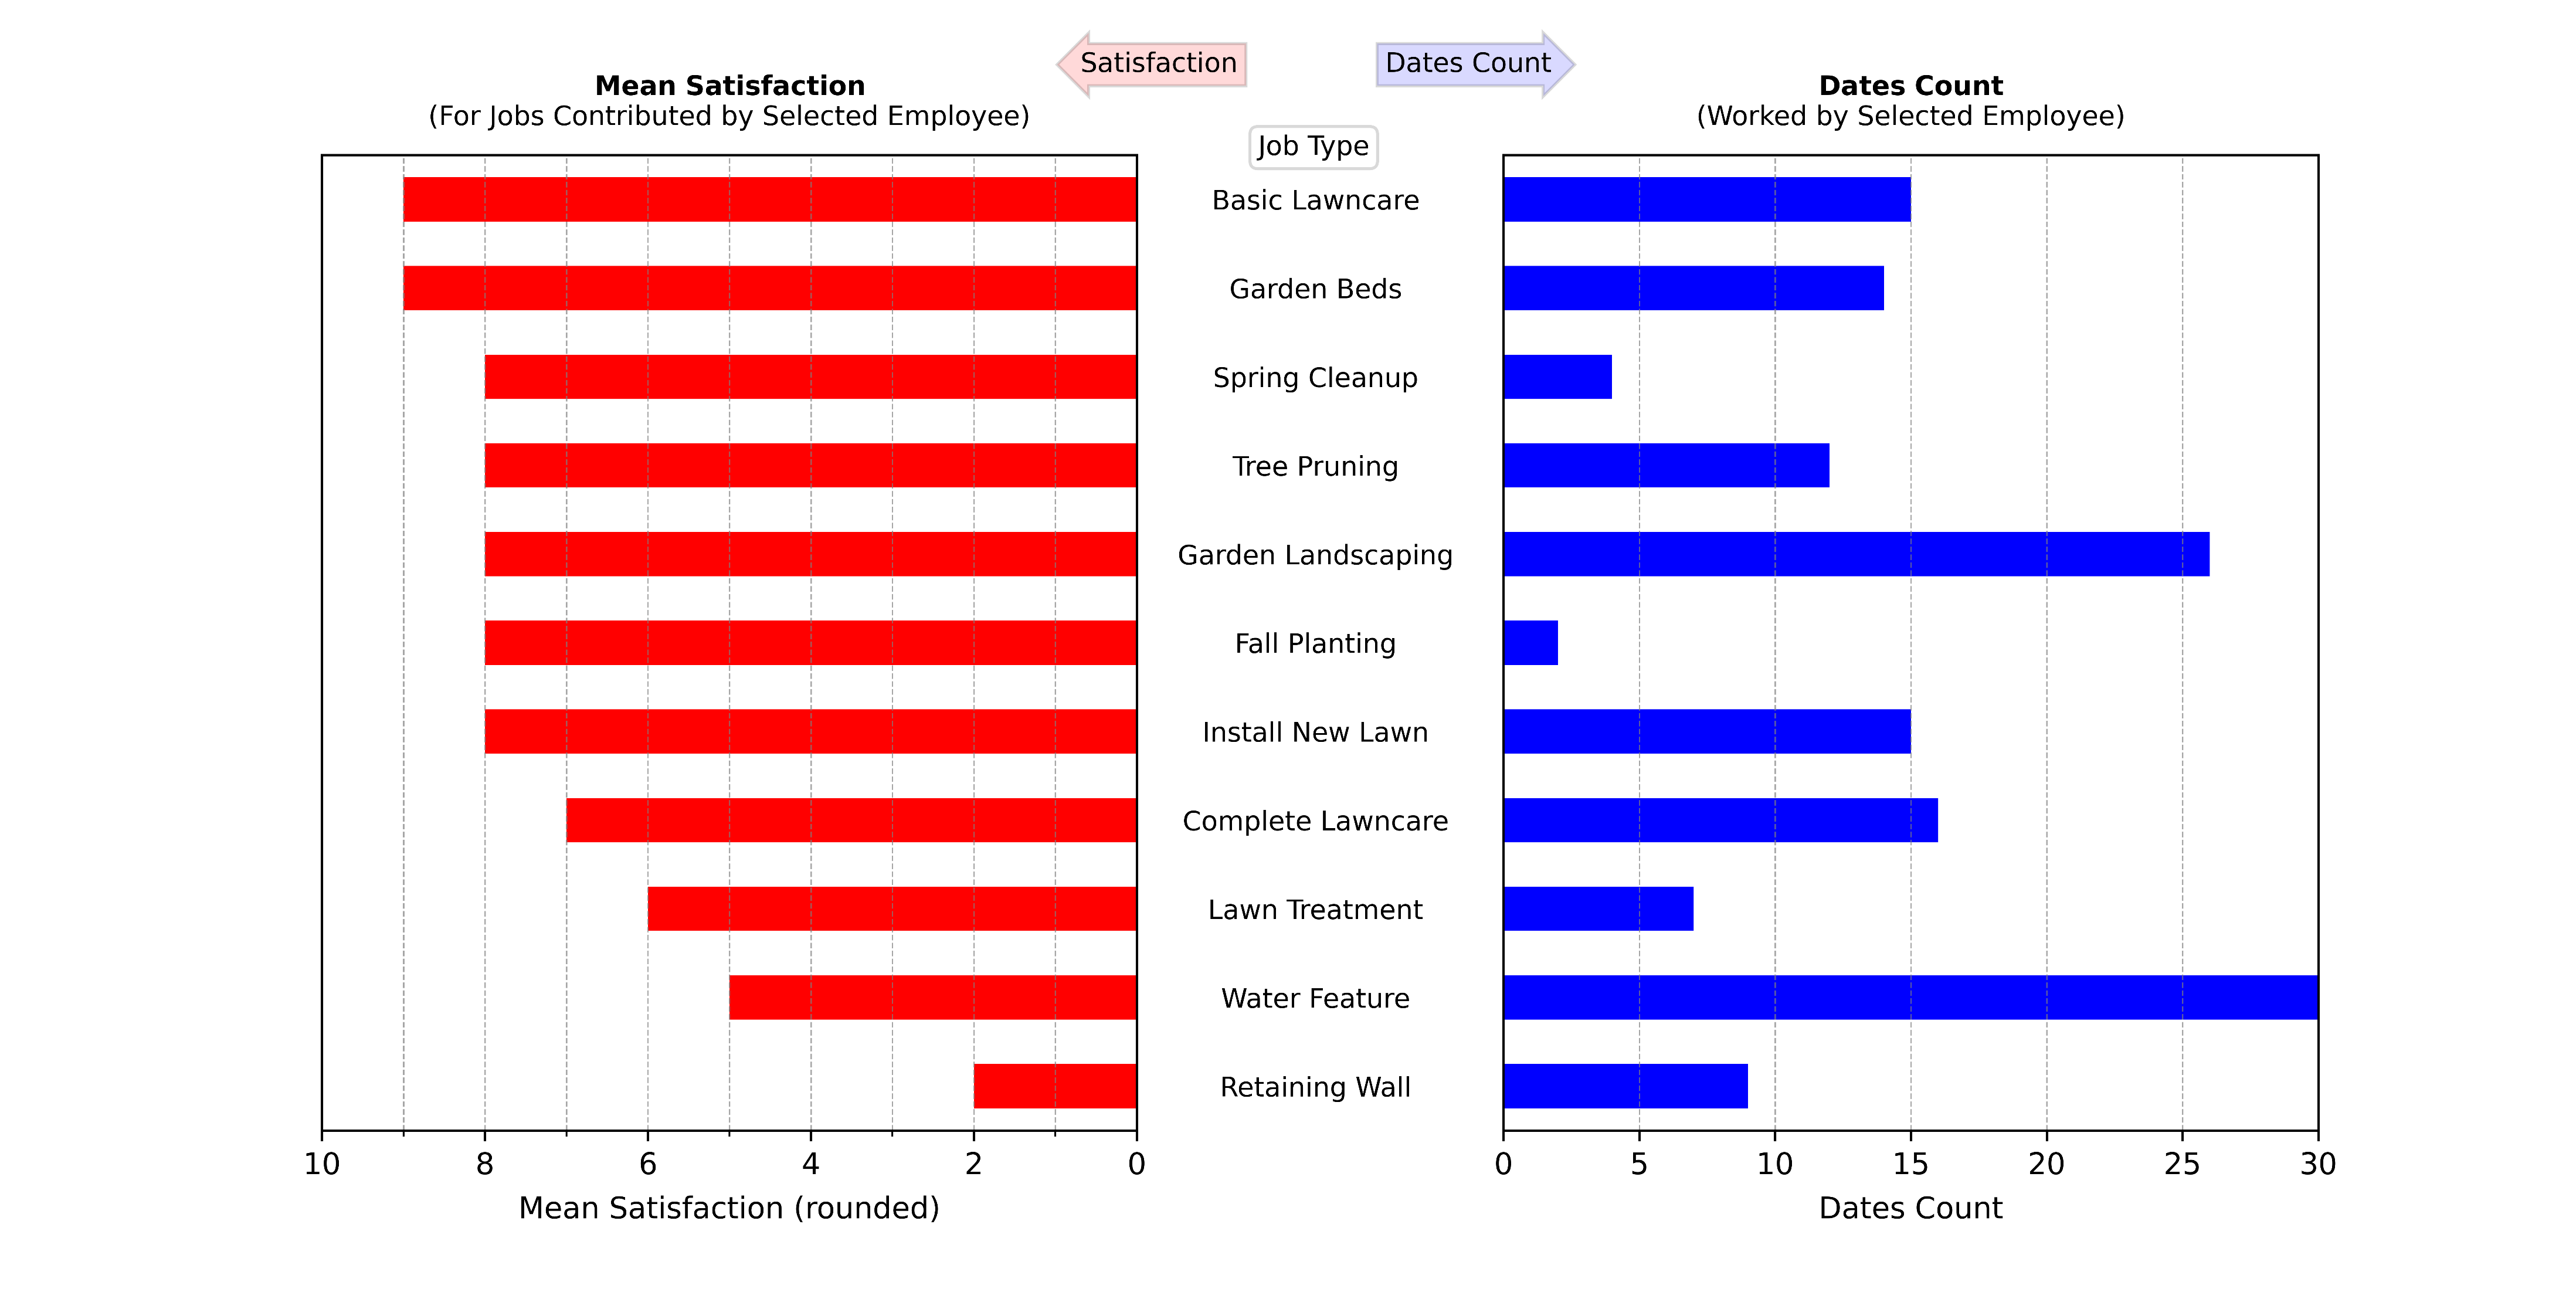 Satisfaction
Dates Count
Mean Satisfaction
(For Jobs Contributed by Selected Employee)
Dates Count
(Worked by Selected Employee)
Job Type
Basic Lawncare
Garden Beds
Spring Cleanup
Tree Pruning
Garden Landscaping
Fall Planting
Install New Lawn
Complete Lawncare
Lawn Treatment
Water Feature
Retaining Wall
10 8 6 4 2 0
Mean Satisfaction (rounded)
0 5 10 15 20 25 30
Dates Count